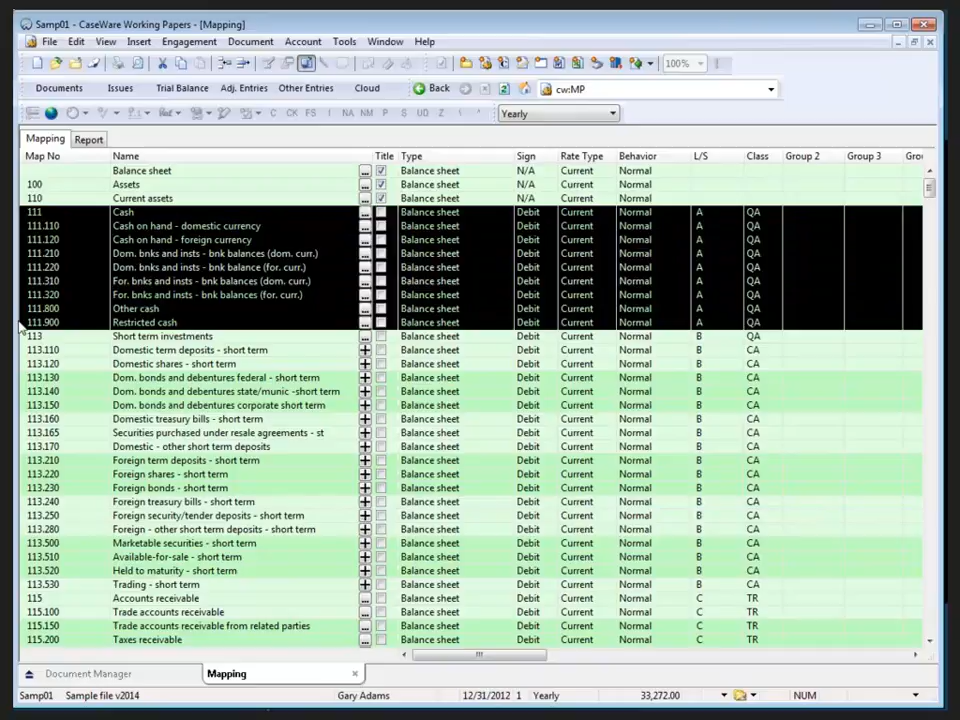 Samp01 - CaseWare Working Papers - [Mapping]
File Edit View Insert Engagement Document Account Tools Window Help
100%
Documents Issues Trial Balance Adj. Entries Other Entries Cloud Back cw:MP
C CK FS I NA NM P S UD Z Yearly
Mapping Report
Map No Name Title Type Sign Rate Type Behavior L/S Class Group 2 Group 3 Grou
Balance sheet Balance sheet N/A Current Normal
100 Assets Balance sheet N/A Current Normal
110 Current assets Balance sheet N/A Current Normal
111 Cash Balance sheet Debit Current Normal A QA
111.110 Cash on hand - domestic currency Balance sheet Debit Current Normal A QA
111.120 Cash on hand - foreign currency Balance sheet Debit Current Normal A QA
111.210 Dom. bnks and insts - bnk balances (dom. curr.) Balance sheet Debit Current Normal A QA
111.220 Dom. bnks and insts - bnk balance (for. curr.) Balance sheet Debit Current Normal A QA
111.310 For. bnks and insts - bnk balances (dom. curr.) Balance sheet Debit Current Normal A QA
111.320 For. bnks and insts - bnk balances (for. curr.) Balance sheet Debit Current Normal A QA
111.800 Other cash Balance sheet Debit Current Normal A QA
111.900 Restricted cash Balance sheet Debit Current Normal A QA
113 Short term investments Balance sheet Debit Current Normal B QA
113.110 Domestic term deposits - short term Balance sheet Debit Current Normal B CA
113.120 Domestic shares - short term Balance sheet Debit Current Normal B CA
113.130 Dom. bonds and debentures federal - short term Balance sheet Debit Current Normal B CA
113.140 Dom. bonds and debentures state/munic -short term Balance sheet Debit Current Normal B CA
113.150 Dom. bonds and debentures corporate short term Balance sheet Debit Current Normal B CA
113.160 Domestic treasury bills - short term Balance sheet Debit Current Normal B CA
113.165 Securities purchased under resale agreements - st Balance sheet Debit Current Normal B CA
113.170 Domestic - other short term deposits Balance sheet Debit Current Normal B CA
113.210 Foreign term deposits - short term Balance sheet Debit Current Normal B CA
113.220 Foreign shares - short term Balance sheet Debit Current Normal B CA
113.230 Foreign bonds - short term Balance sheet Debit Current Normal B CA
113.240 Foreign treasury bills - short term Balance sheet Debit Current Normal B CA
113.250 Foreign security/tender deposits - short term Balance sheet Debit Current Normal B CA
113.280 Foreign - other short term deposits - short term Balance sheet Debit Current Normal B CA
113.500 Marketable securities - short term Balance sheet Debit Current Normal B CA
113.510 Available-for-sale - short term Balance sheet Debit Current Normal B CA
113.520 Held to maturity - short term Balance sheet Debit Current Normal B CA
113.530 Trading - short term Balance sheet Debit Current Normal B CA
115 Accounts receivable Balance sheet Debit Current Normal C TR
115.100 Trade accounts receivable Balance sheet Debit Current Normal C TR
115.150 Trade accounts receivable from related parties Balance sheet Debit Current Normal C TR
115.200 Taxes receivable Balance sheet Debit Current Normal C TR
Document Manager Mapping
Samp01 Sample file v2014 Gary Adams 12/31/2012 1 Yearly 33,272.00 NUM